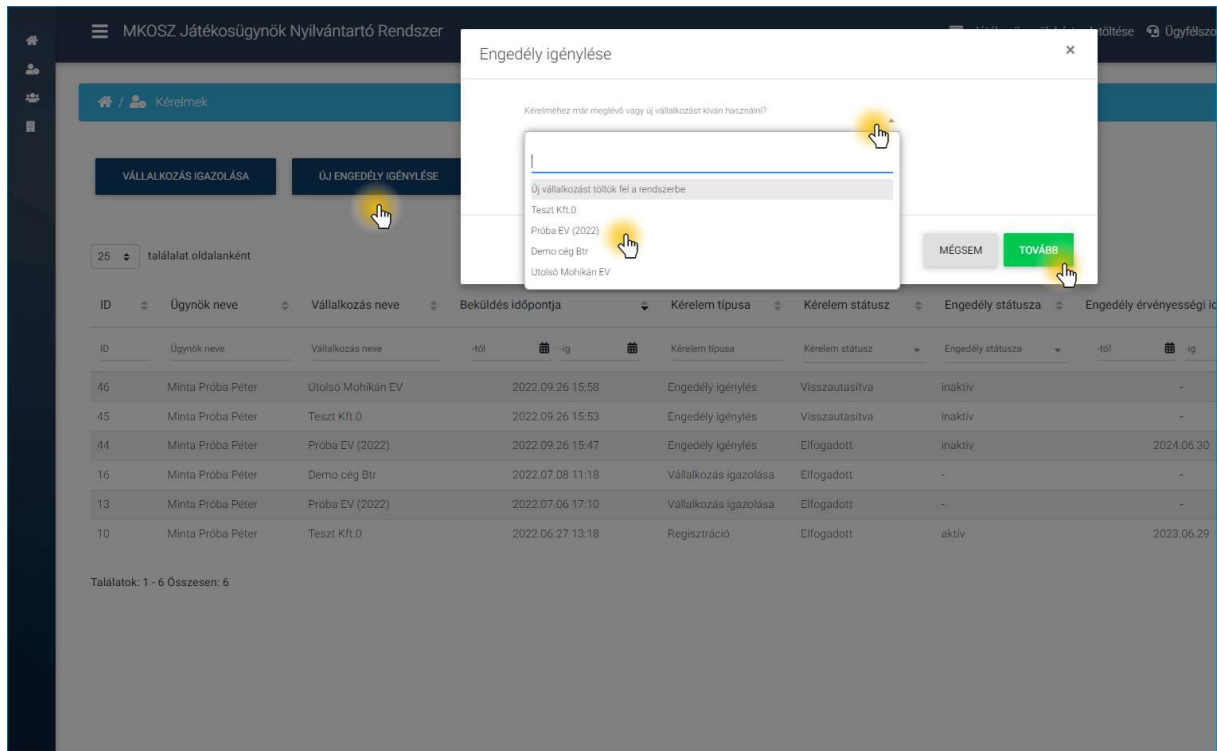 MKOSZ Játékosügynök Nyilvántartó Rendszer
töltése Ügyfélszo
Engedély igénylése ×
/ Kérelmek
Kérelméhez már meglévő vagy új vállalkozást kíván használni?
VÁLLALKOZÁS IGAZOLÁSA ÚJ ENGEDÉLY IGÉNYLÉSE
Új vállalkozást töltök fel a rendszerbe
Teszt Kft.0
Próba EV (2022)
Demo cég Btr
Utolsó Mohikán EV
MÉGSEM TOVÁBB
25 találalat oldalanként
ID Ügynök neve Vállalkozás neve Beküldés időpontja Kérelem típusa Kérelem státusz Engedély státusza Engedély érvényességi id
ID Ügynök neve Vállalkozás neve -tól -ig Kérelem típusa Kérelem státusz Engedély státusza -tól -ig
46 Minta Próba Péter Utolsó Mohikán EV 2022.09.26 15:58 Engedély igénylés Visszautasítva inaktív -
45 Minta Próba Péter Teszt Kft.0 2022.09.26 15:53 Engedély igénylés Visszautasítva inaktív -
44 Minta Próba Péter Próba EV (2022) 2022.09.26 15:47 Engedély igénylés Elfogadott inaktív 2024.06.30
16 Minta Próba Péter Demo cég Btr 2022.07.08 11:18 Vállalkozás igazolása Elfogadott - -
13 Minta Próba Péter Próba EV (2022) 2022.07.06 17:10 Vállalkozás igazolása Elfogadott - -
10 Minta Próba Péter Teszt Kft.0 2022.06.27 13:18 Regisztráció Elfogadott aktív 2023.06.29
Találatok: 1 - 6 Összesen: 6